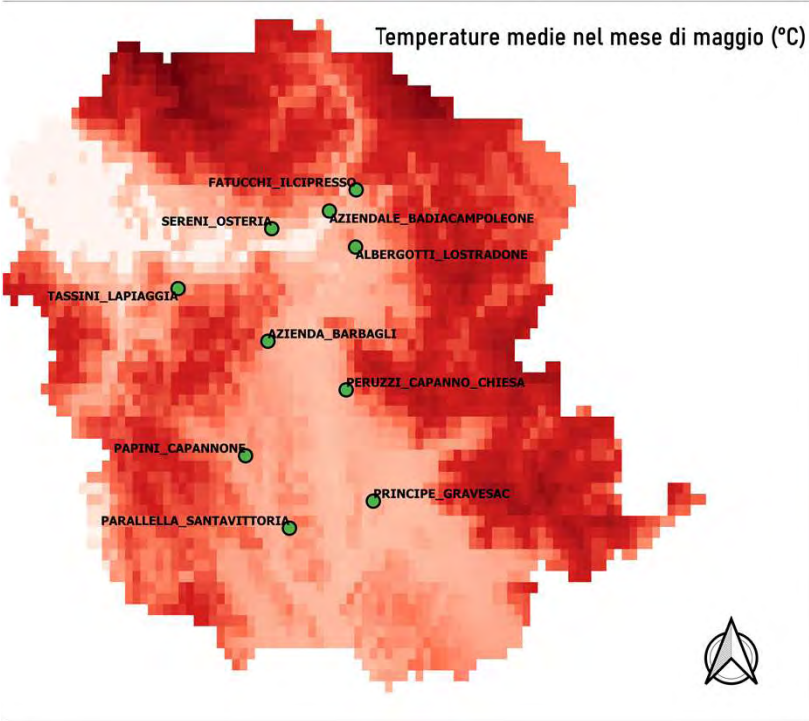 Temperature medie nel mese di maggio (°C)
FATUCCHI_ILCIPRESSO
AZIENDALE_BADIACAMPOLEONE
SERENI_OSTERIA
ALBERGOTTI_LOSTRADONE
TASSINI_LAPIAGGIA
AZIENDA_BARBAGLI
PERUZZI_CAPANNO_CHIESA
PAPINI_CAPANNONE
PRINCIPE_GRAVESAC
PARALLELLA_SANTAVITTORIA